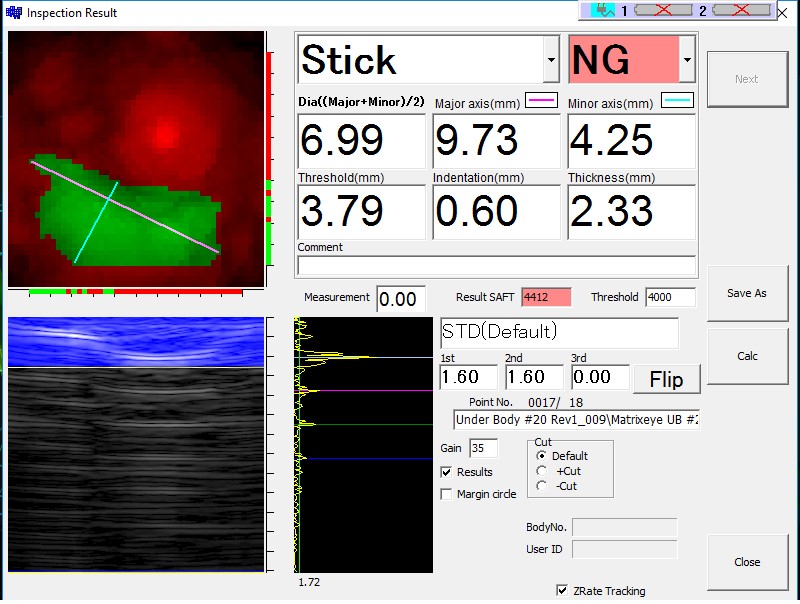 Inspection Result
1 2
Stick NG
Next
Dia((Major+Minor)/2) Major axis(mm) Minor axis(mm)
6.99 9.73 4.25
Threshold(mm) Indentation(mm) Thickness(mm)
3.79 0.60 2.33
Comment
Measurement 0.00 Result SAFT 4412 Threshold 4000
Save As
STD(Default)
1st 2nd 3rd
1.60 1.60 0.00 Flip
Calc
Point No. 0017/ 18
Under Body #20 Rev1_009\Matrixeye UB #2
Gain 35
Cut
Default
+Cut
-Cut
Results
Margin circle
BodyNo.
User ID
Close
1.72
ZRate Tracking